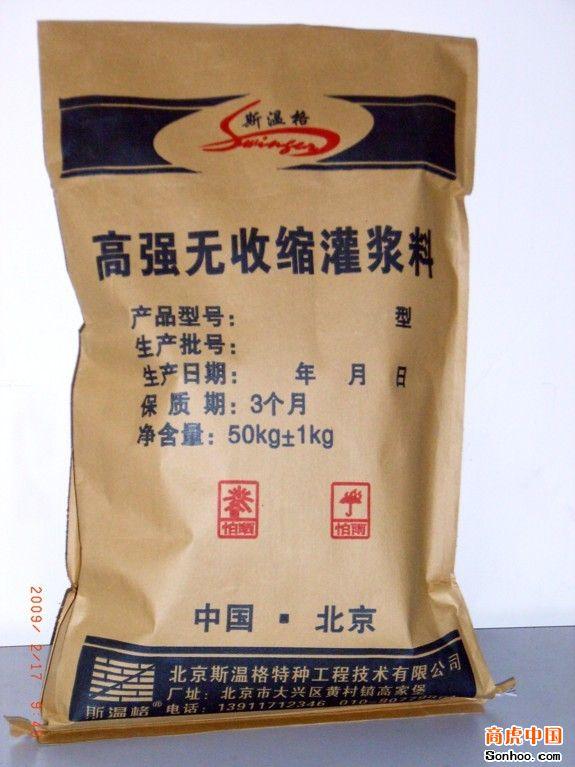 斯温格
Swinger
高强无收缩灌浆料
产品型号： 型
生产批号：
生产日期： 年 月 日
保质期：3个月
净含量：50kg±1kg
怕晒
怕雨
中国·北京
北京斯温格特种工程技术有限公司
厂址：北京市大兴区黄村镇高家堡
斯温格® 电话：13911712346
2009/ 2/17
商虎中国
Sonhoo.com